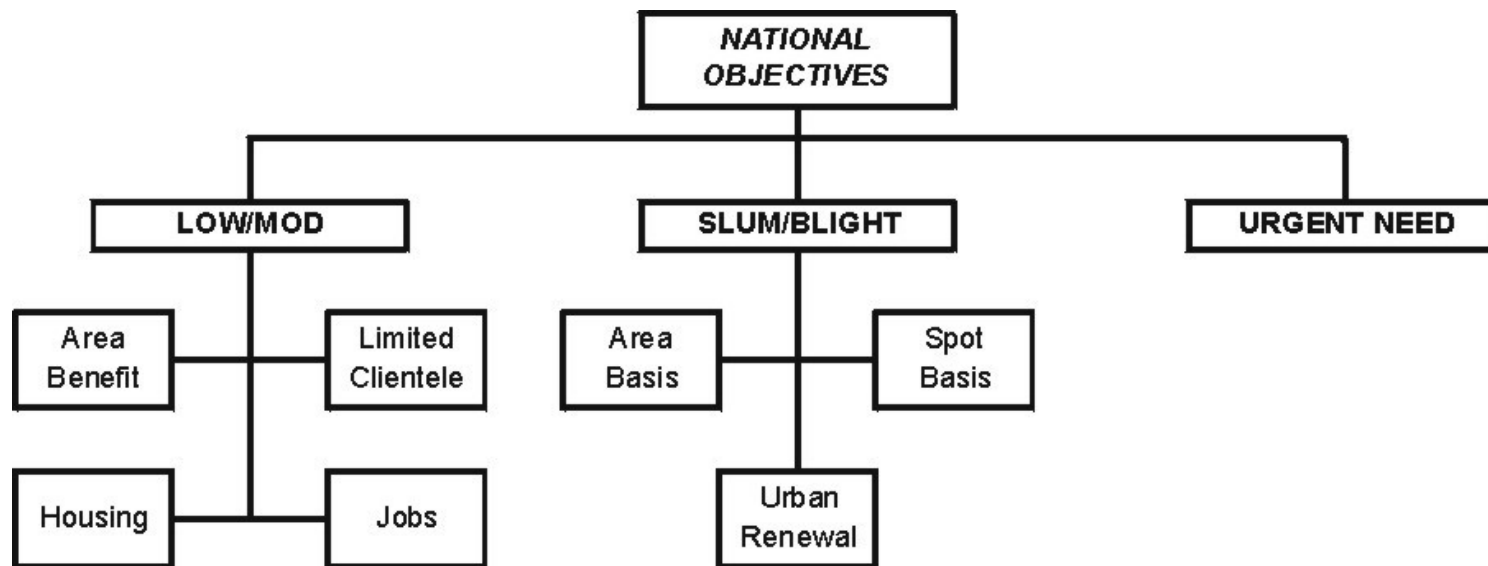 NATIONAL
OBJECTIVES
LOW/MOD
SLUM/BLIGHT
URGENT NEED
Area
Benefit
Limited
Clientele
Area
Basis
Spot
Basis
Housing
Jobs
Urban
Renewal